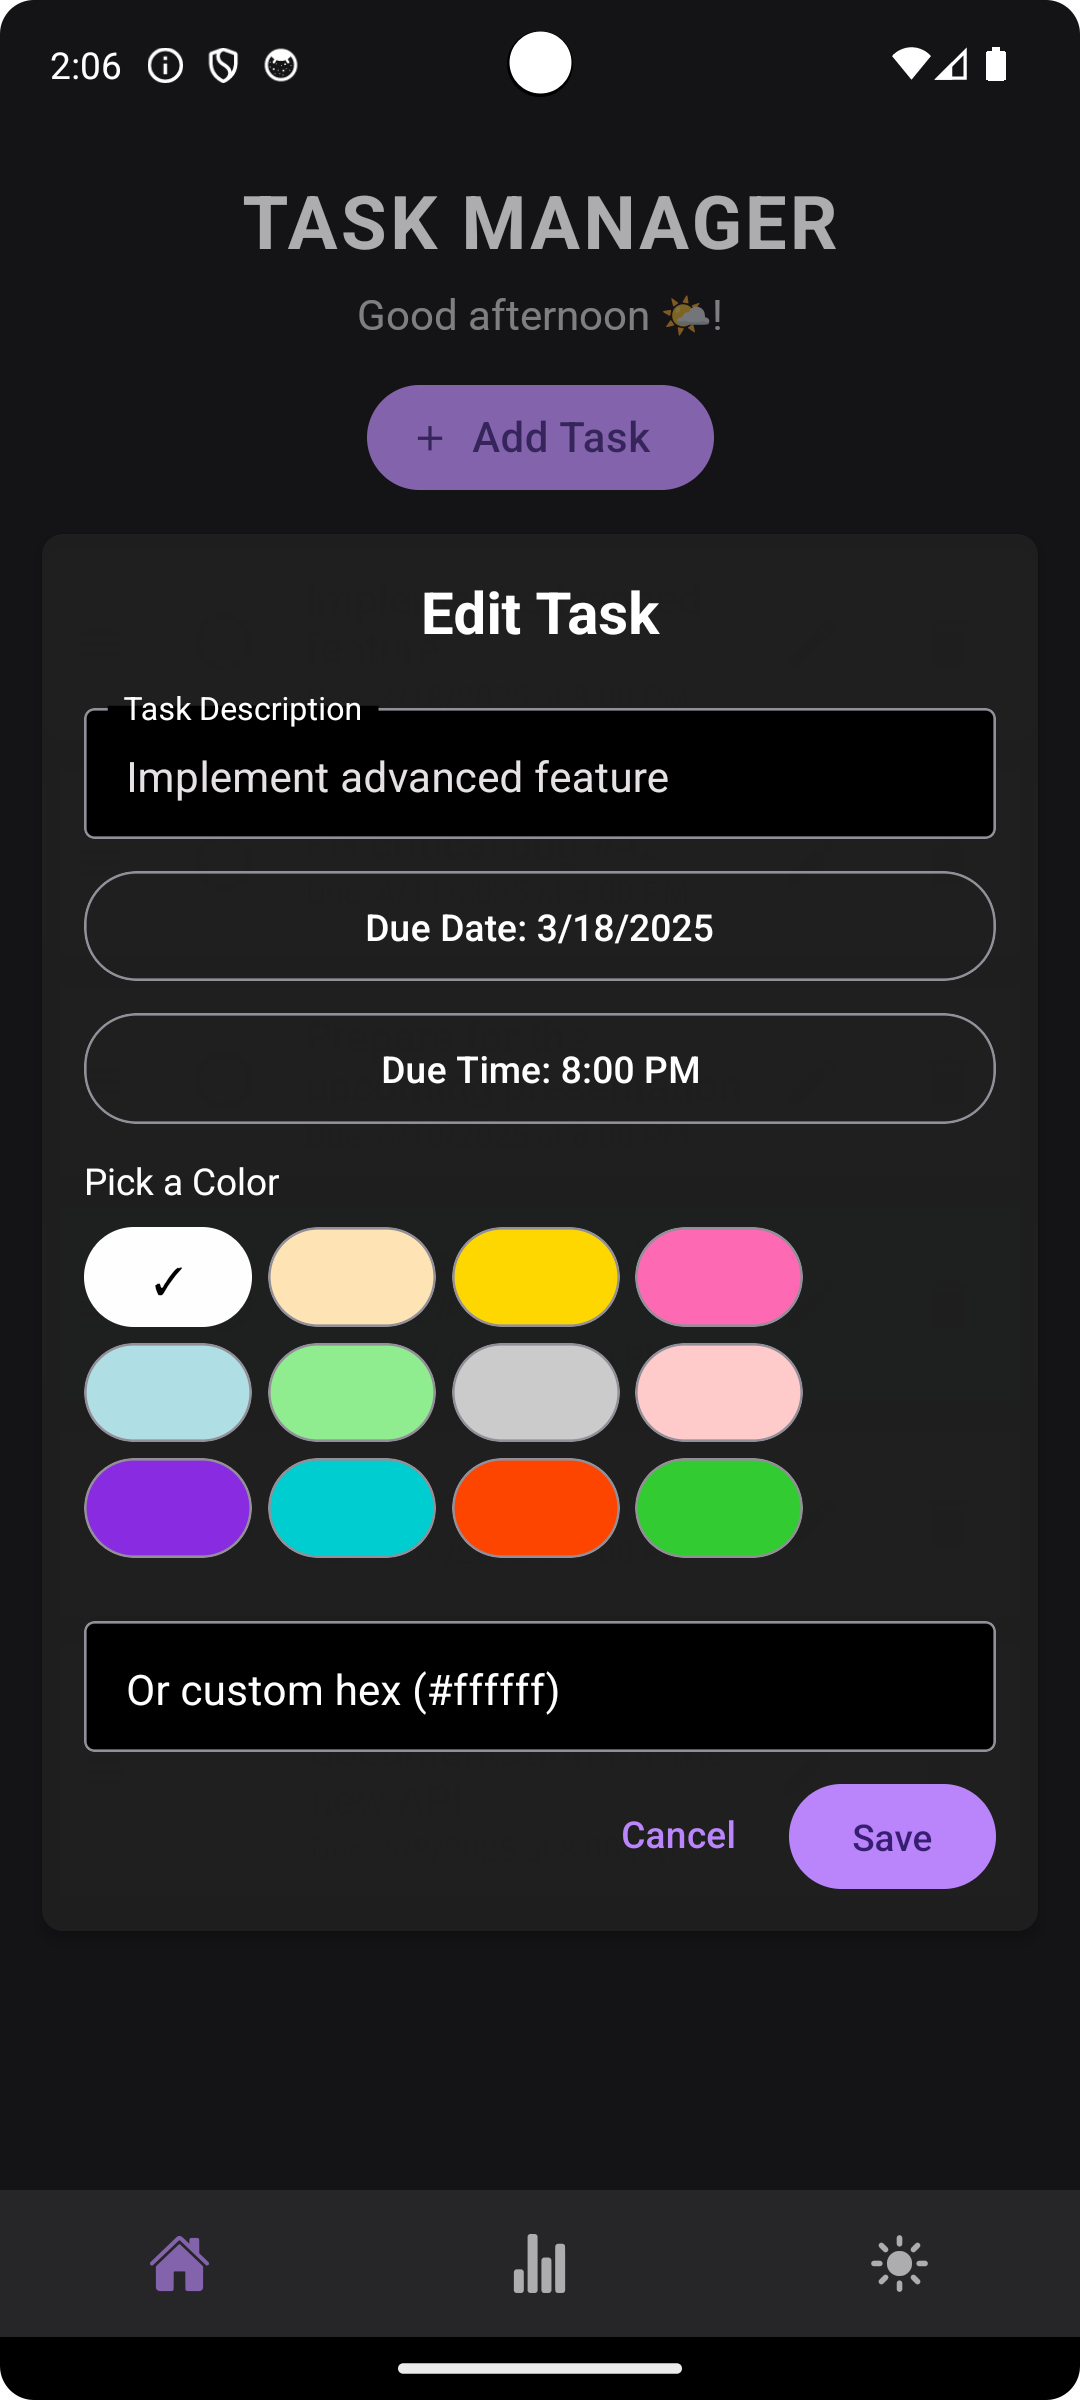 2:06
TASK MANAGER
Good afternoon 🌤️!
+ Add Task
Edit Task
Task Description
Implement advanced feature
Due Date: 3/18/2025
Due Time: 8:00 PM
Pick a Color
✓
Or custom hex (#ffffff)
Cancel
Save